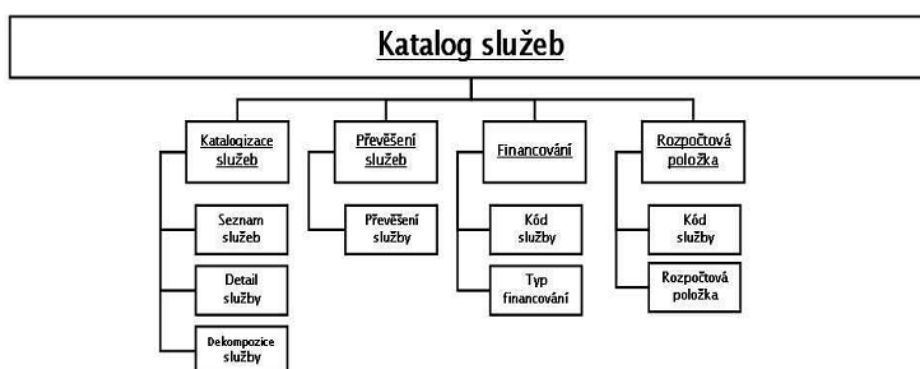 Katalog služeb
Katalogizace
služeb
Převěšení
služeb
Financování
Rozpočtová
položka
Seznam
služeb
Převěšení
služby
Kód
služby
Kód
služby
Detail
služby
Typ
financování
Rozpočtová
položka
Dekompozice
služby